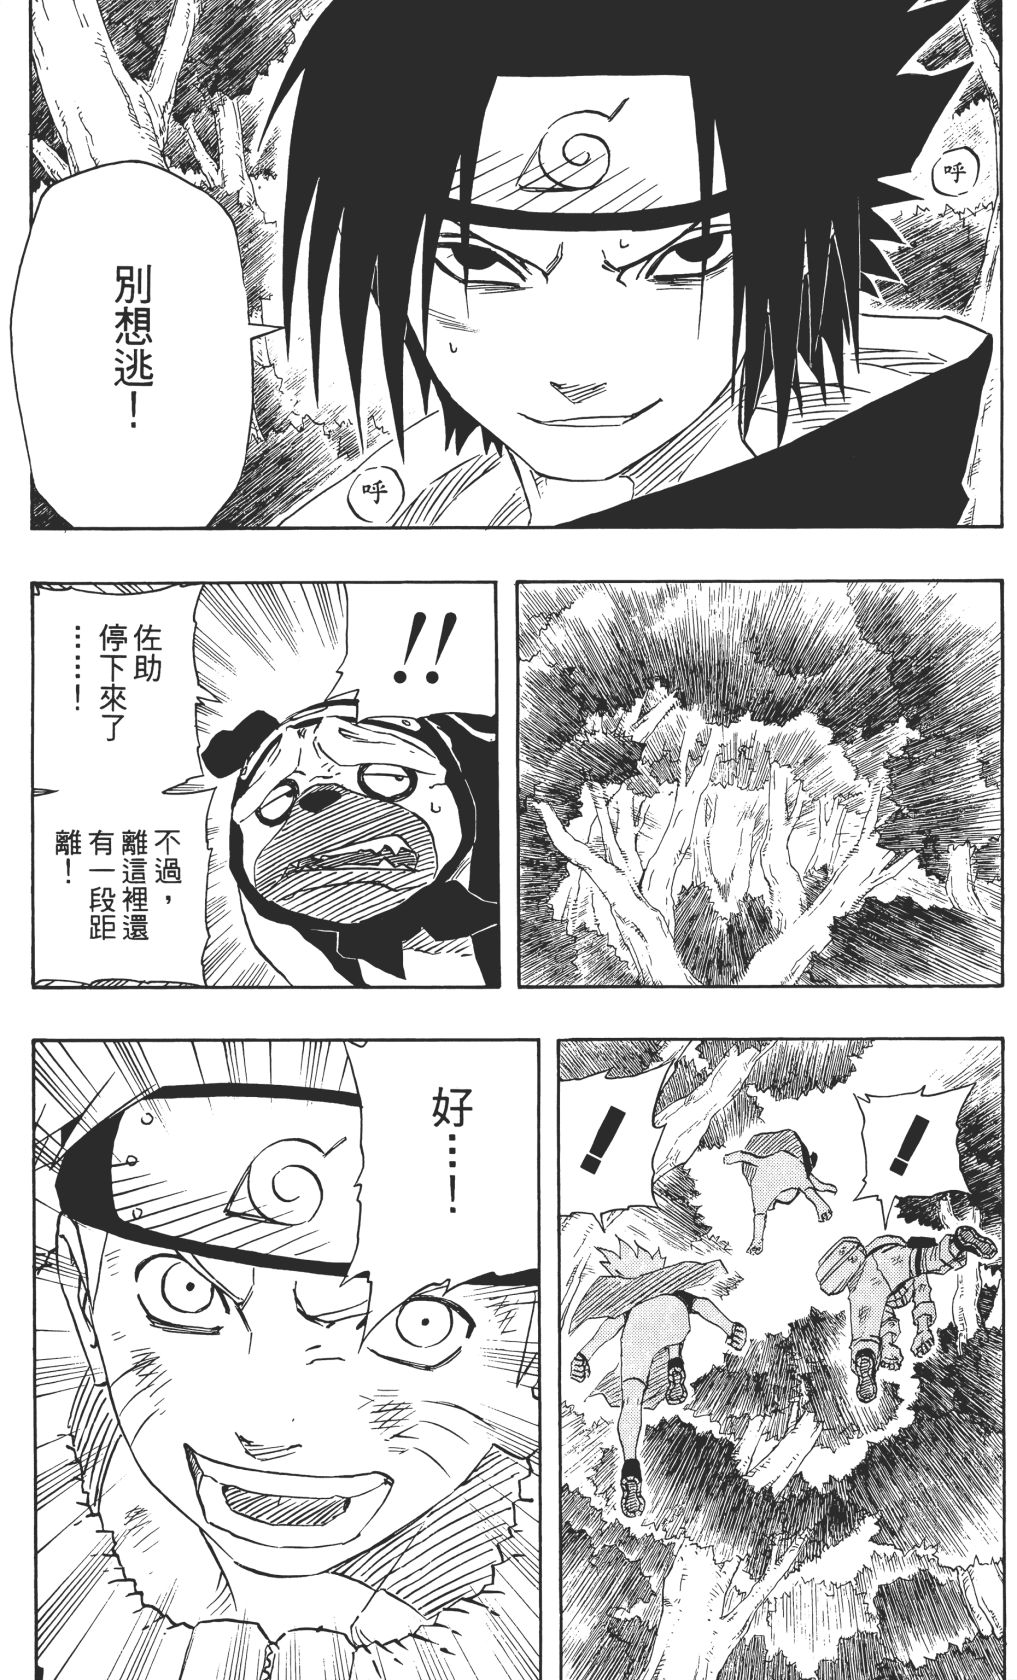 呼
別想逃！
呼
！！
佐助
停下來了
……！
不過，
離這裡還
有一段距
離！
！
！
好…！